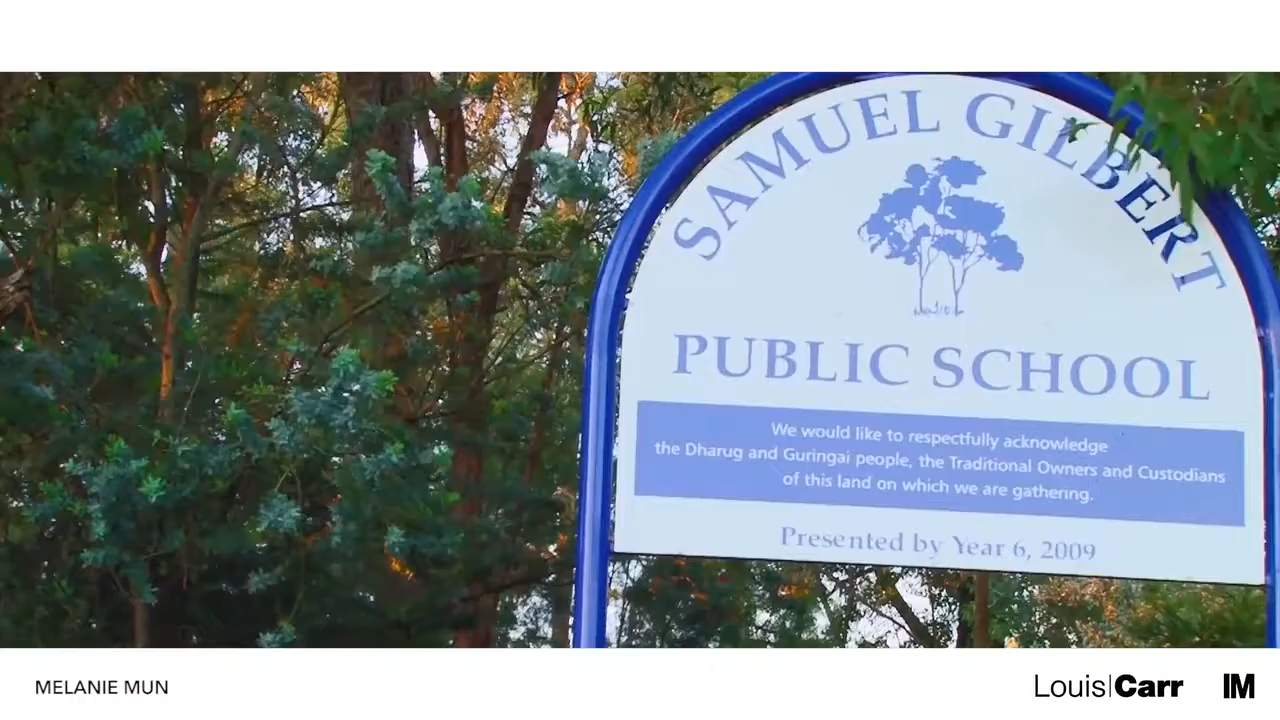 SAMUEL GILBERT
PUBLIC SCHOOL
We would like to respectfully acknowledge
the Dharug and Guringai people, the Traditional Owners and Custodians
of this land on which we are gathering.
Presented by Year 6, 2009
MELANIE MUN
Louis|Carr
IM